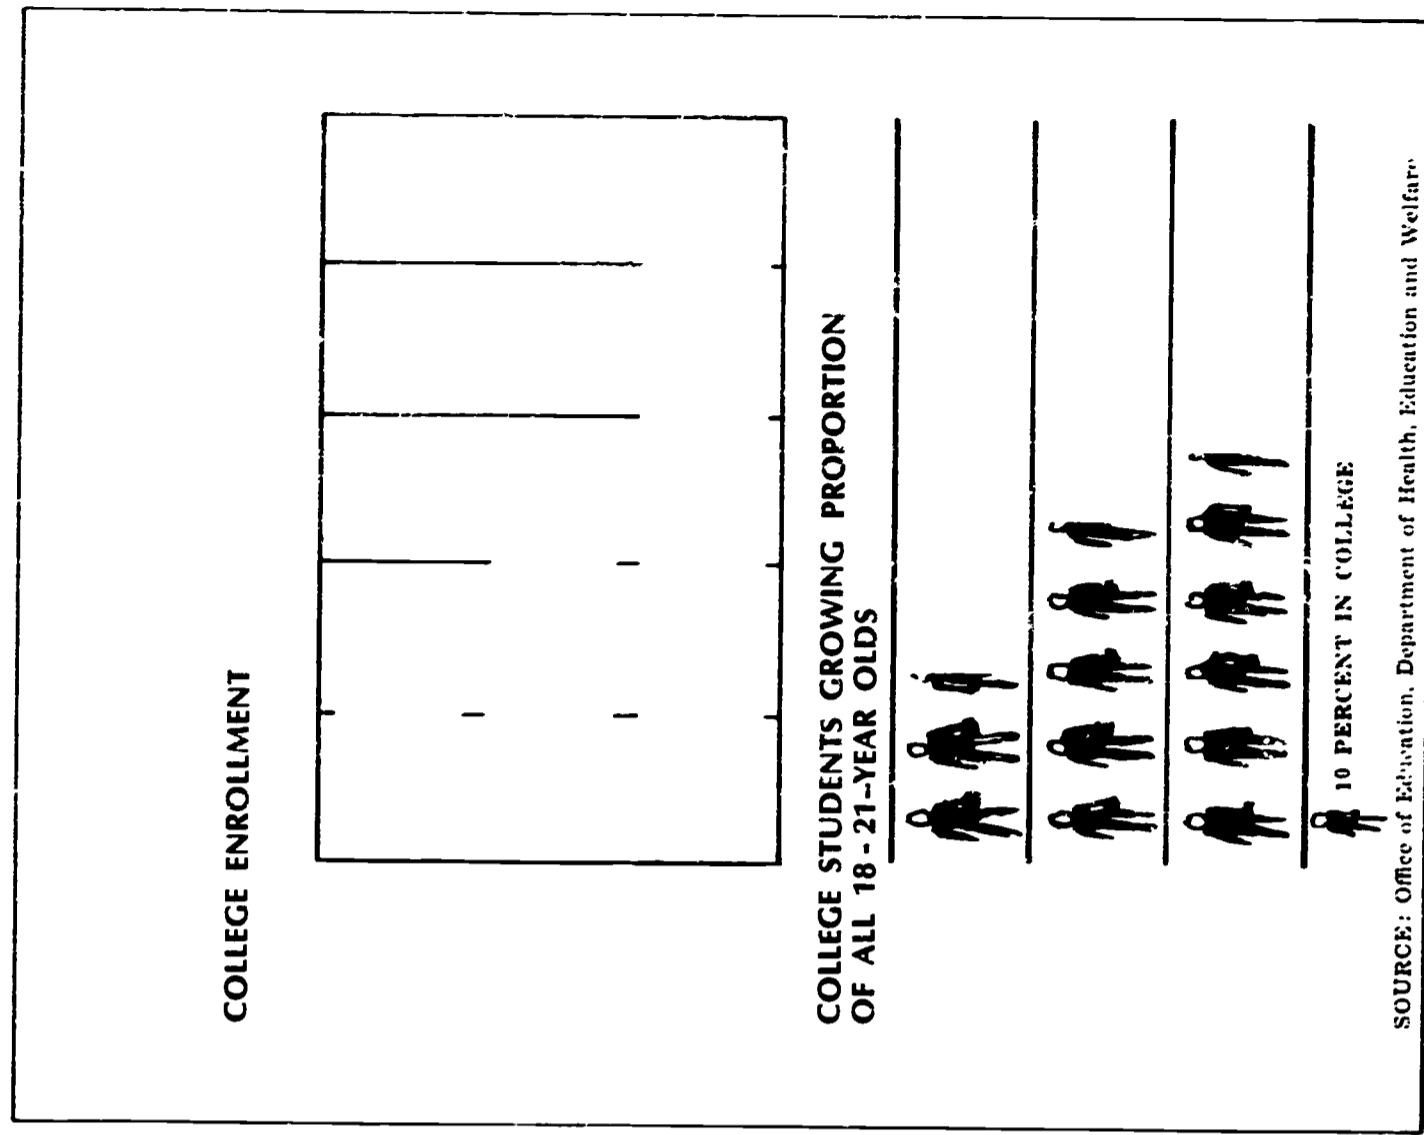 COLLEGE ENROLLMENT
COLLEGE STUDENTS GROWING PROPORTION
OF ALL 18-21-YEAR OLDS
10 PERCENT IN COLLEGE
SOURCE: Office of Education, Department of Health, Education and Welfare